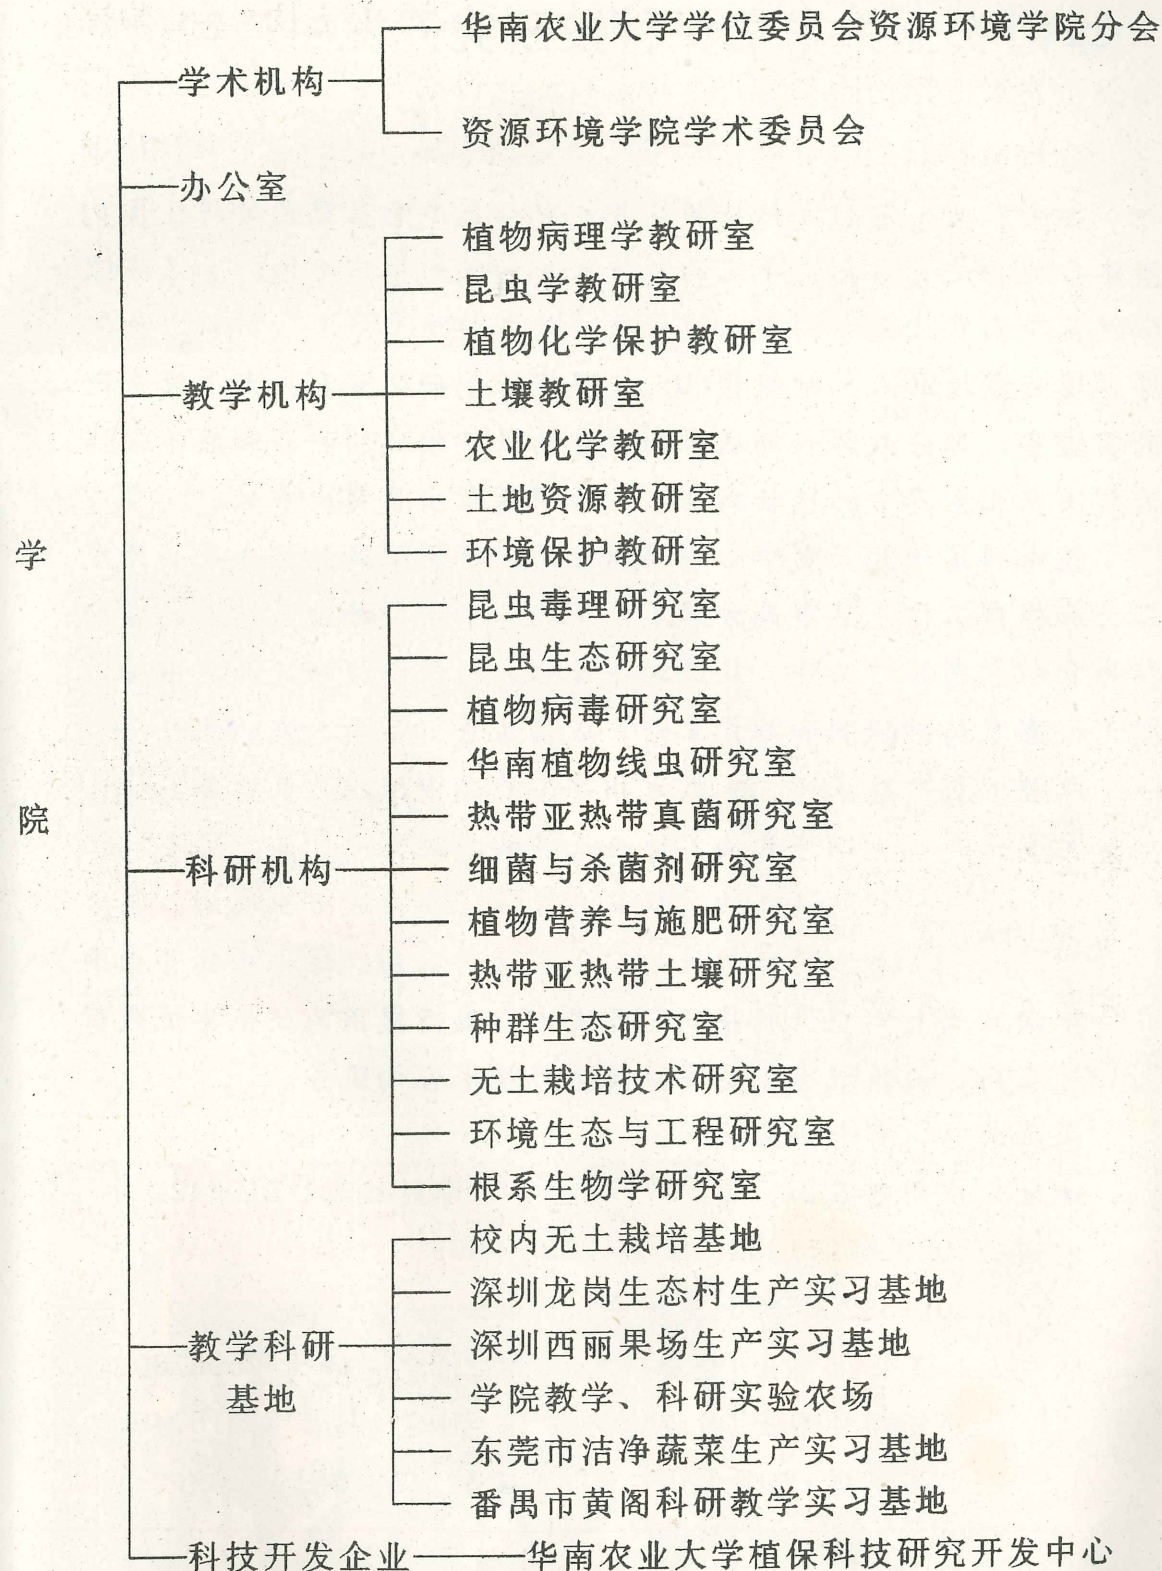 华南农业大学学位委员会资源环境学院分会
学术机构
资源环境学院学术委员会
办公室
植物病理学教研室
昆虫学教研室
植物化学保护教研室
教学机构
土壤教研室
农业化学教研室
土地资源教研室
环境保护教研室
学院
昆虫毒理研究室
昆虫生态研究室
植物病毒研究室
华南植物线虫研究室
热带亚热带真菌研究室
科研机构
细菌与杀菌剂研究室
植物营养与施肥研究室
热带亚热带土壤研究室
种群生态研究室
无土栽培技术研究室
环境生态与工程研究室
根系生物学研究室
校内无土栽培基地
深圳龙岗生态村生产实习基地
教学科研
基地
深圳西丽果场生产实习基地
学院教学、科研实验农场
东莞市洁净蔬菜生产实习基地
番禺市黄阁科研教学实习基地
科技开发企业
华南农业大学植保科技研究开发中心